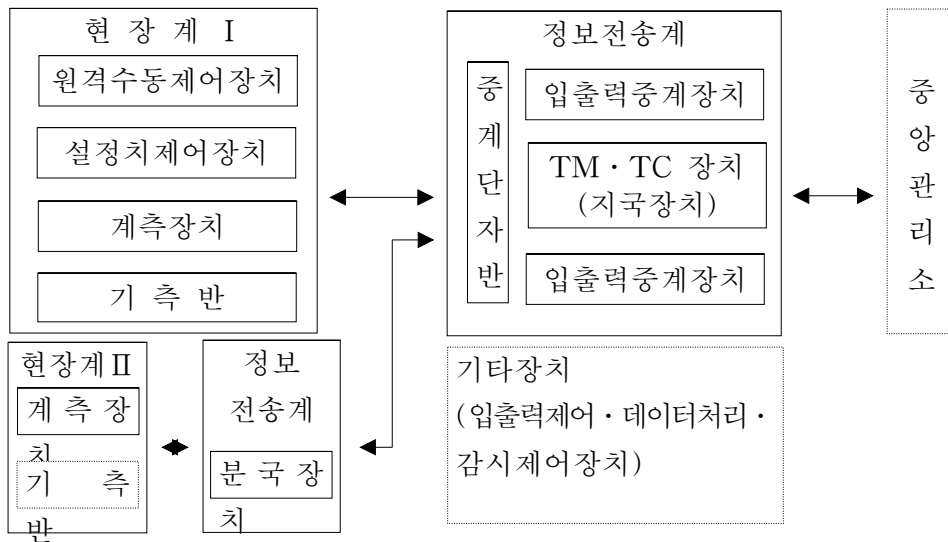 현 장 계 Ⅰ
원격수동제어장치
설정치제어장치
계측장치
기 측 반
정보전송계
중
계
단
자
반
입출력중계장치
TM·TC 장치
(지국장치)
입출력중계장치
중
앙
관
리
소
현장계Ⅱ
계 측 장
치
기 측
반
정보
전송계
분 국 장
치
기타장치
(입출력제어·데이터처리·
감시제어장치)